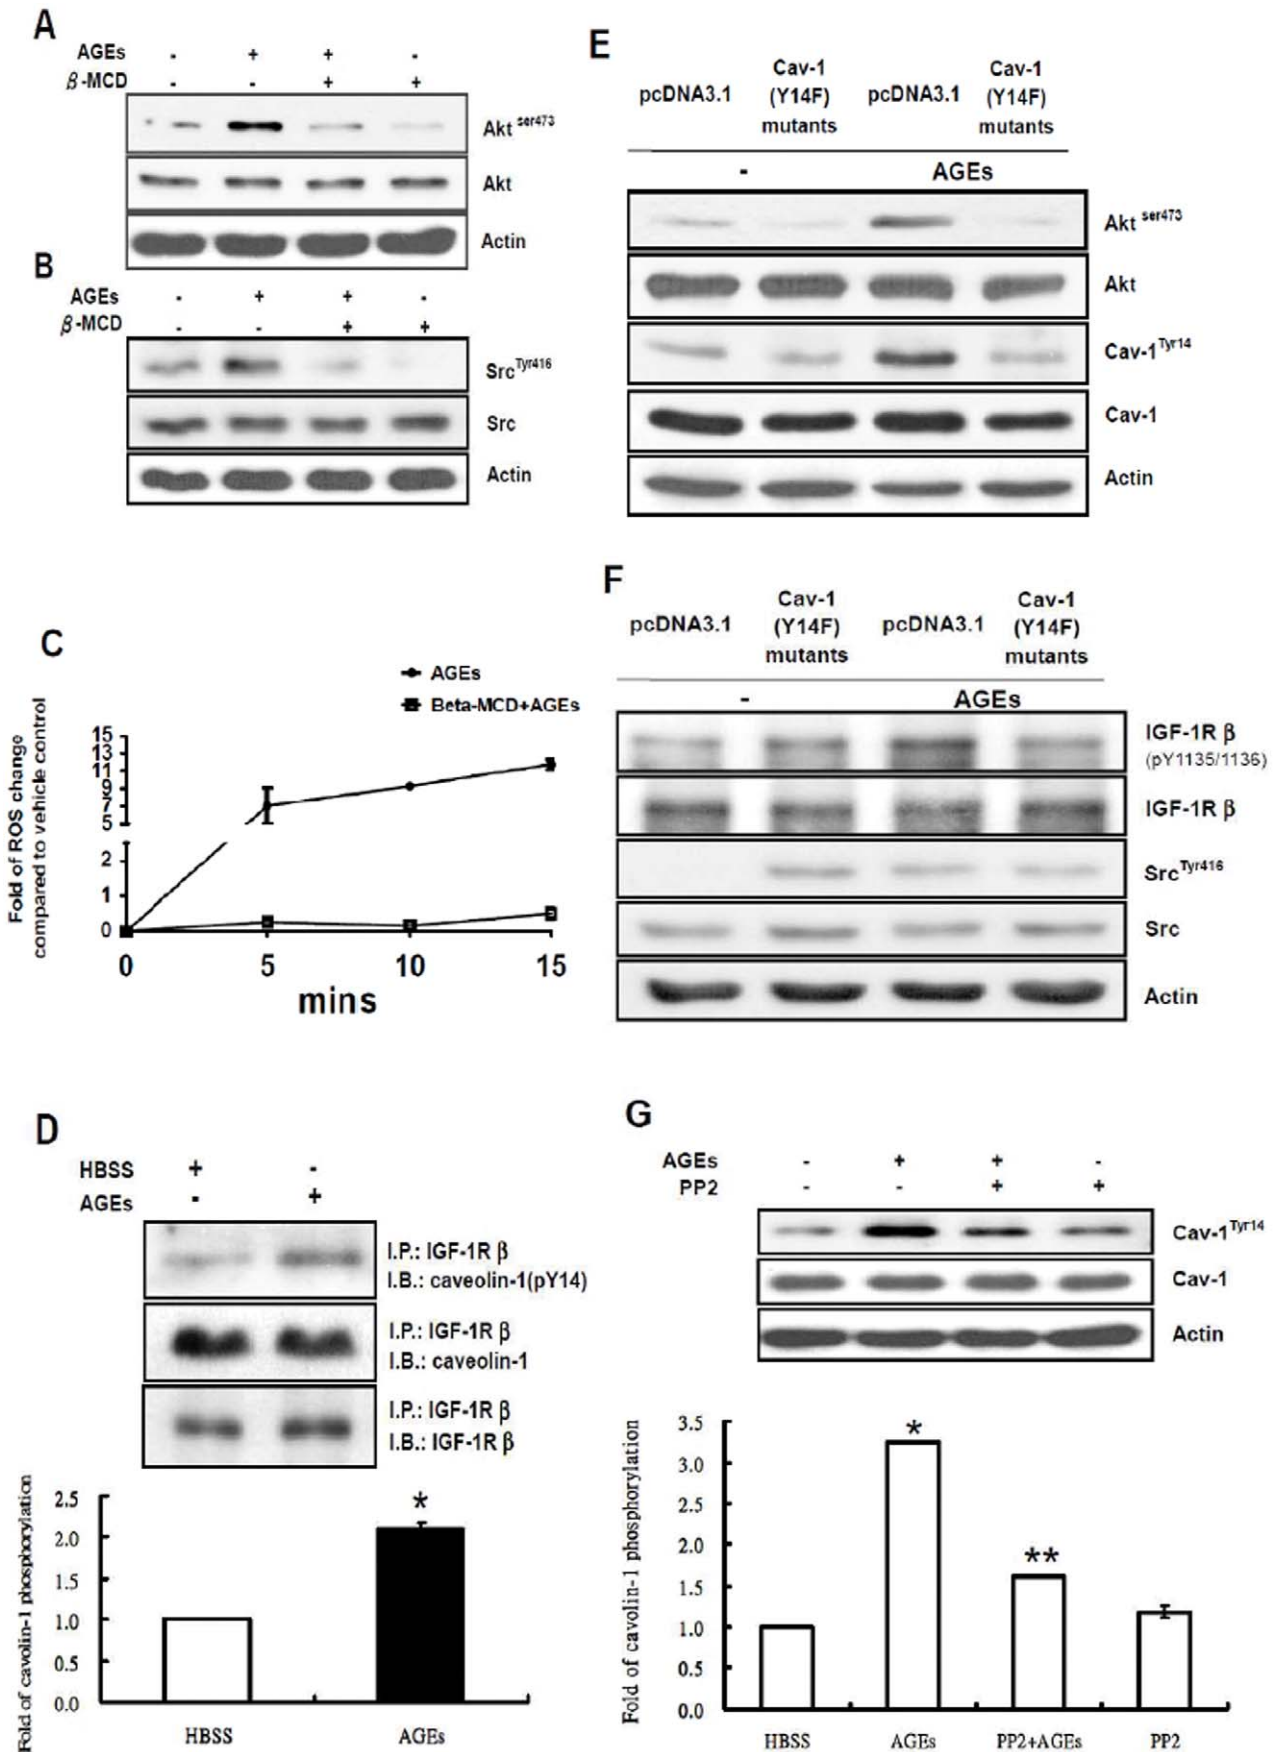 A
AGEs - + + -
β-MCD - - + +
Akt ser473
Akt
Actin
B
AGEs - + + -
β-MCD - - + +
Src Tyr416
Src
Actin
C
AGEs
Beta-MCD+AGEs
Fold of ROS change
compared to vehicle control
15
13
11
9
7
5
2
1
0
0 5 10 15
mins
D
HBSS + -
AGEs - +
I.P.: IGF-1R β
I.B.: caveolin-1(pY14)
I.P.: IGF-1R β
I.B.: caveolin-1
I.P.: IGF-1R β
I.B.: IGF-1R β
Fold of cavolin-1 phosphorylation
2.5
2.0
1.5
1.0
0.5
0.0
*
HBSS AGEs
E
pcDNA3.1 Cav-1 (Y14F) mutants pcDNA3.1 Cav-1 (Y14F) mutants
- AGEs
Akt ser473
Akt
Cav-1Tyr14
Cav-1
Actin
F
pcDNA3.1 Cav-1 (Y14F) mutants pcDNA3.1 Cav-1 (Y14F) mutants
- AGEs
IGF-1R β
(pY1135/1136)
IGF-1R β
SrcTyr416
Src
Actin
G
AGEs - + + -
PP2 - - + +
Cav-1Tyr14
Cav-1
Actin
Fold of cavolin-1 phosphorylation
3.5
3.0
2.5
2.0
1.5
1.0
0.5
0.0
*
**
HBSS AGEs PP2+AGEs PP2